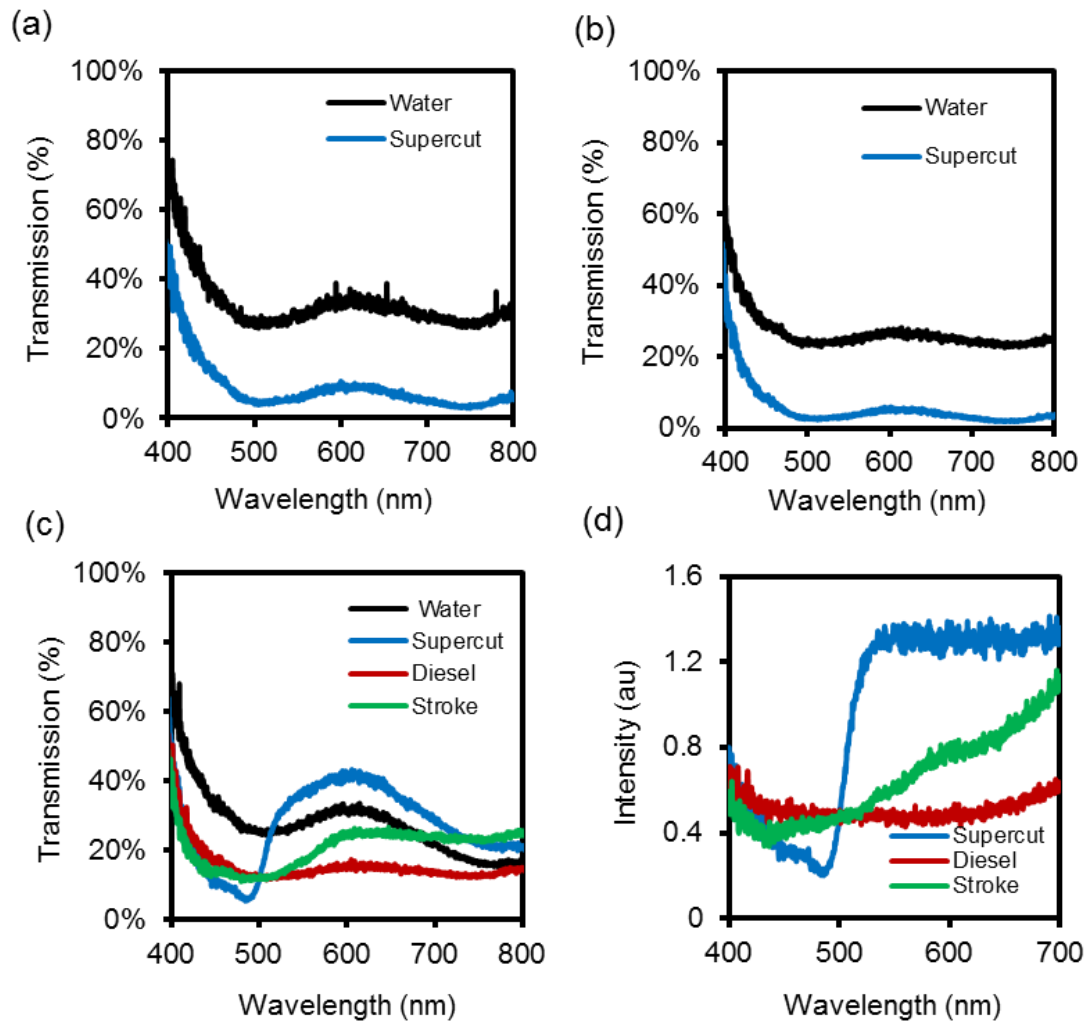 (a)
100%
80%
60%
40%
20%
0%
Transmission (%)
Water
Supercut
400 500 600 700 800
Wavelength (nm)
(b)
100%
80%
60%
40%
20%
0%
Transmission (%)
Water
Supercut
400 500 600 700 800
Wavelength (nm)
(c)
100%
80%
60%
40%
20%
0%
Transmission (%)
Water
Supercut
Diesel
Stroke
400 500 600 700 800
Wavelength (nm)
(d)
1.6
1.2
0.8
0.4
0
Intensity (au)
Supercut
Diesel
Stroke
400 500 600 700
Wavelength (nm)